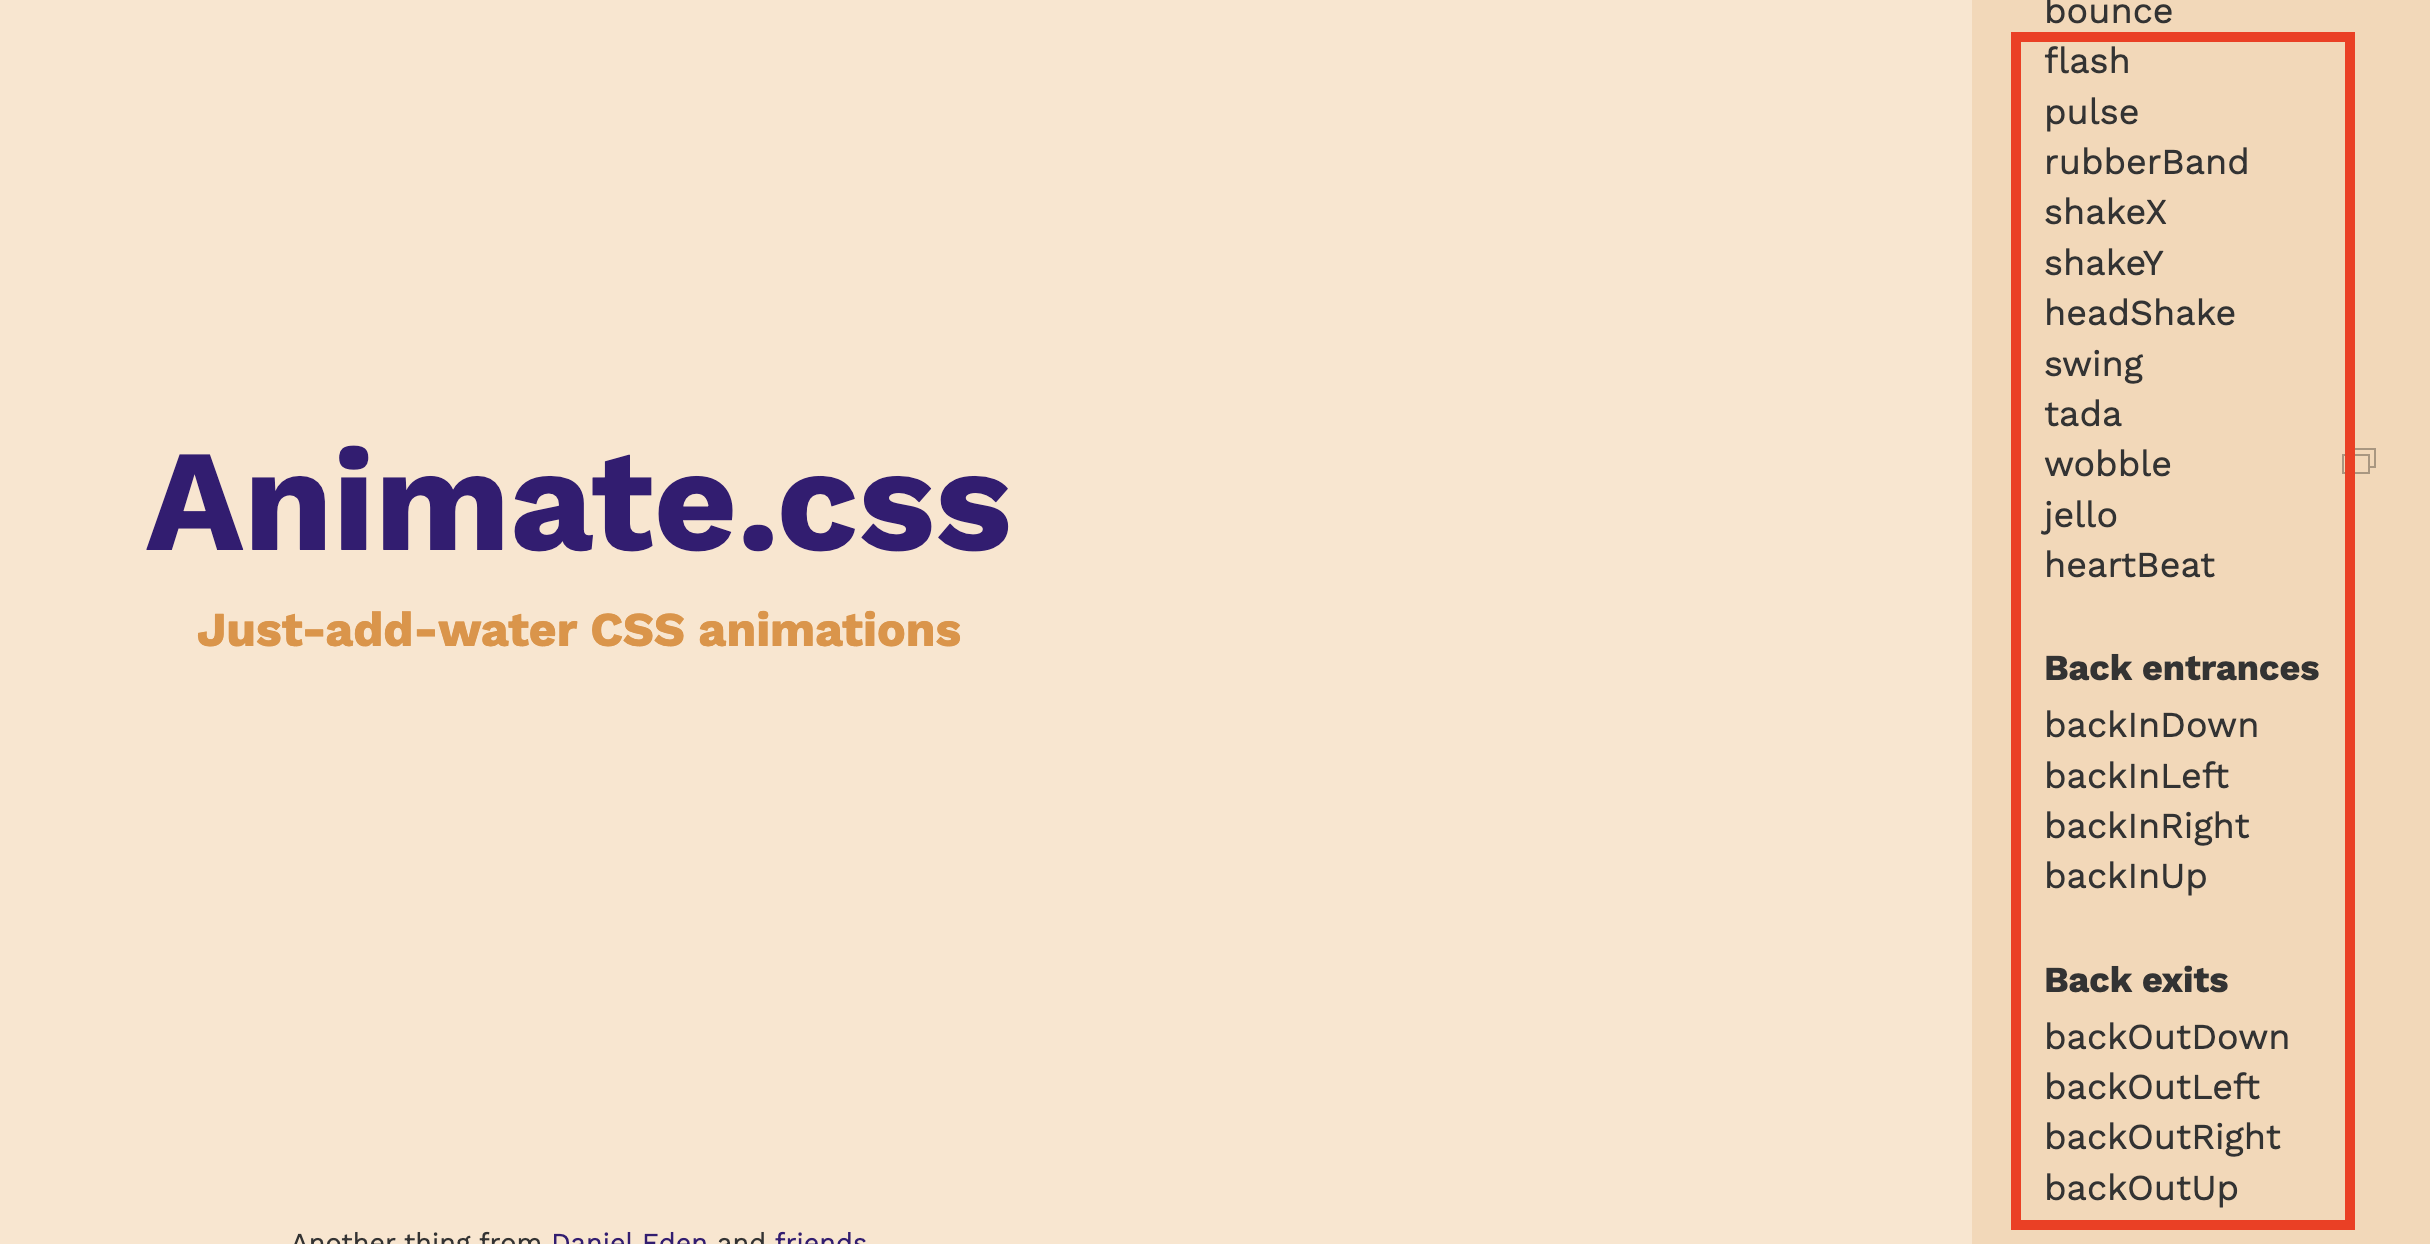 Animate.css
Just-add-water CSS animations
Another thing from Daniel Eden and friends
bounce
flash
pulse
rubberBand
shakeX
shakeY
headShake
swing
tada
wobble
jello
heartBeat
Back entrances
backInDown
backInLeft
backInRight
backInUp
Back exits
backOutDown
backOutLeft
backOutRight
backOutUp